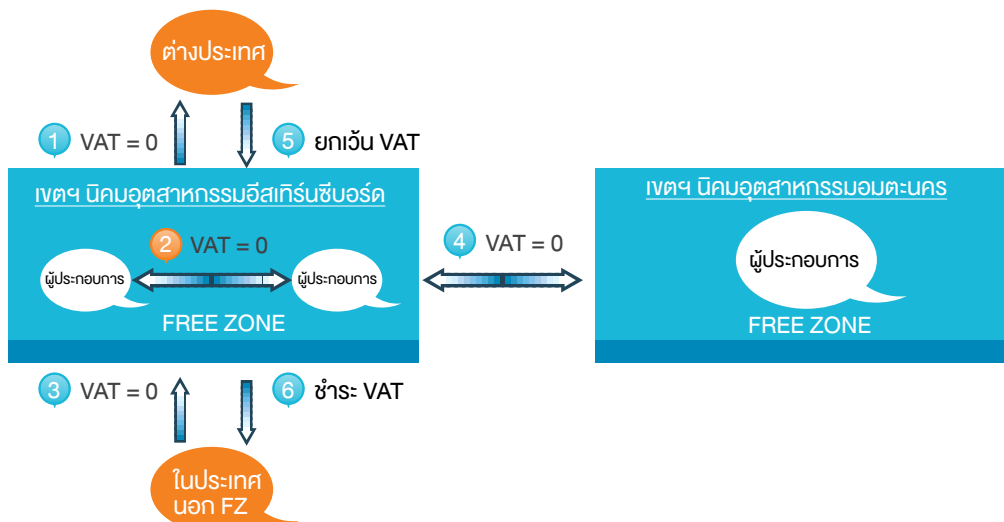 ต่างประเทศ
1 VAT = 0
5 ยกเว้น VAT
เขตฯ นิคมอุตสาหกรรมอีสเทิร์นซีบอร์ด
2 VAT = 0
ผู้ประกอบการ
ผู้ประกอบการ
FREE ZONE
4 VAT = 0
เขตฯ นิคมอุตสาหกรรมอมตะนคร
ผู้ประกอบการ
FREE ZONE
3 VAT = 0
6 ชำระ VAT
ในประเทศ
นอก FZ